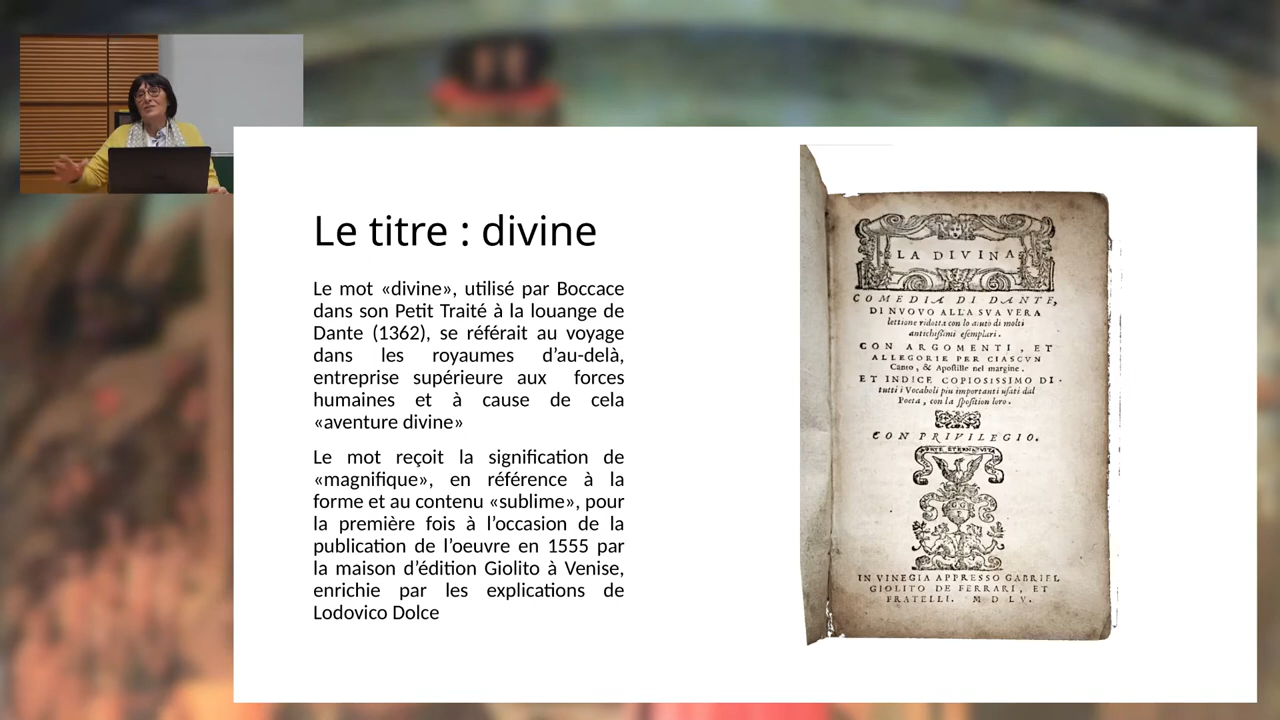 Le titre : divine
Le mot «divine», utilisé par Boccace
dans son Petit Traité à la louange de
Dante (1362), se référait au voyage
dans les royaumes d’au-delà,
entreprise supérieure aux forces
humaines et à cause de cela
«aventure divine»
Le mot reçoit la signification de
«magnifique», en référence à la
forme et au contenu «sublime», pour
la première fois à l’occasion de la
publication de l’oeuvre en 1555 par
la maison d’édition Giolito à Venise,
enrichie par les explications de
Lodovico Dolce
LA DIVINA
COMEDIA DI DANTE,
DI NVOVO ALLA SVA VERA
lettione ridotta con lo aiuto di molti
antichissimi esemplari.
CON ARGOMENTI, ET
ALLEGORIE PER CIASCVN
Canto, & Apostille nel margine.
ET INDICE COPIOSISSIMO DI
tutti i Vocaboli piu importanti usati dal
Poeta, con la sposition loro.
CON PRIVILEGIO.
IN VINEGIA APPRESSO GABRIEL
GIOLITO DE FERRARI, ET
FRATELLI. M D LV.